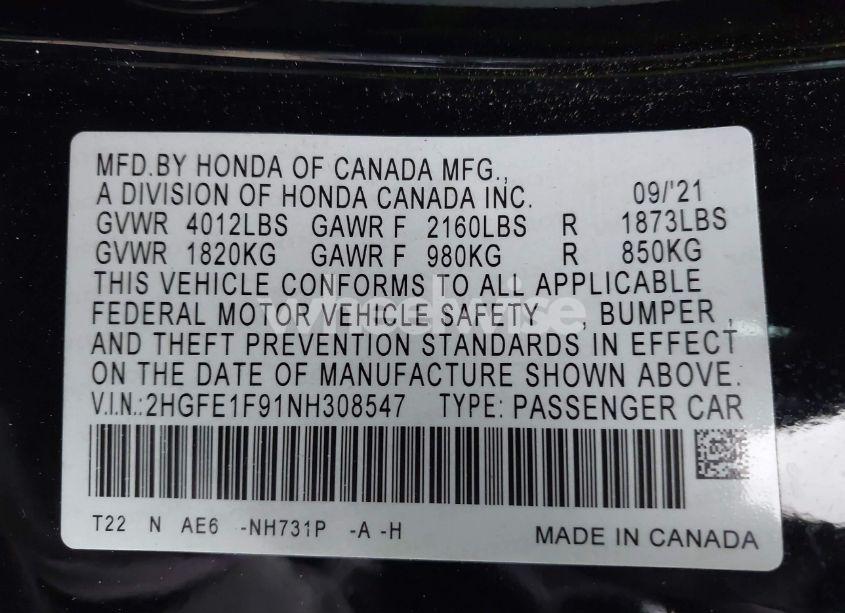 MFD.BY HONDA OF CANADA MFG.,
A DIVISION OF HONDA CANADA INC. 09/'21
GVWR 4012LBS GAWR F 2160LBS R 1873LBS
GVWR 1820KG GAWR F 980KG R 850KG
THIS VEHICLE CONFORMS TO ALL APPLICABLE
FEDERAL MOTOR VEHICLE SAFETY , BUMPER ,
wheelwise
AND THEFT PREVENTION STANDARDS IN EFFECT
ON THE DATE OF MANUFACTURE SHOWN ABOVE.
V.I.N.:2HGFE1F91NH308547 TYPE: PASSENGER CAR
T22 N AE6 -NH731P -A -H MADE IN CANADA